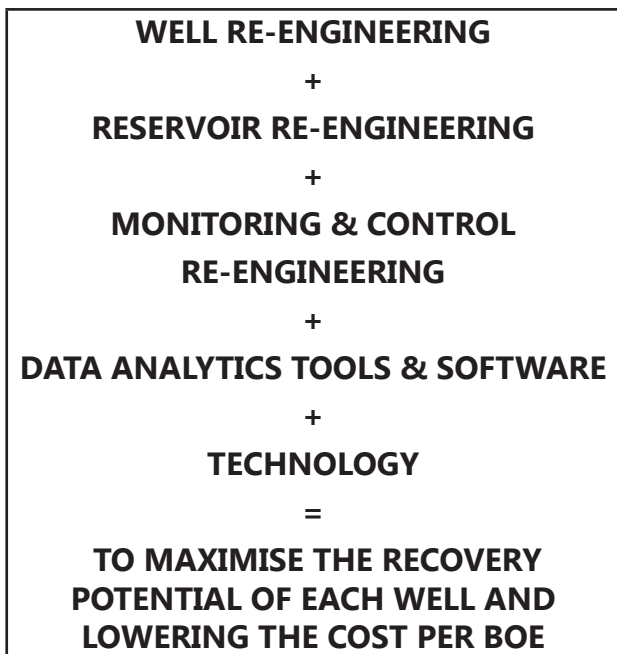 WELL RE-ENGINEERING
+
RESERVOIR RE-ENGINEERING
+
MONITORING & CONTROL
RE-ENGINEERING
+
DATA ANALYTICS TOOLS & SOFTWARE
+
TECHNOLOGY
=
TO MAXIMISE THE RECOVERY
POTENTIAL OF EACH WELL AND
LOWERING THE COST PER BOE